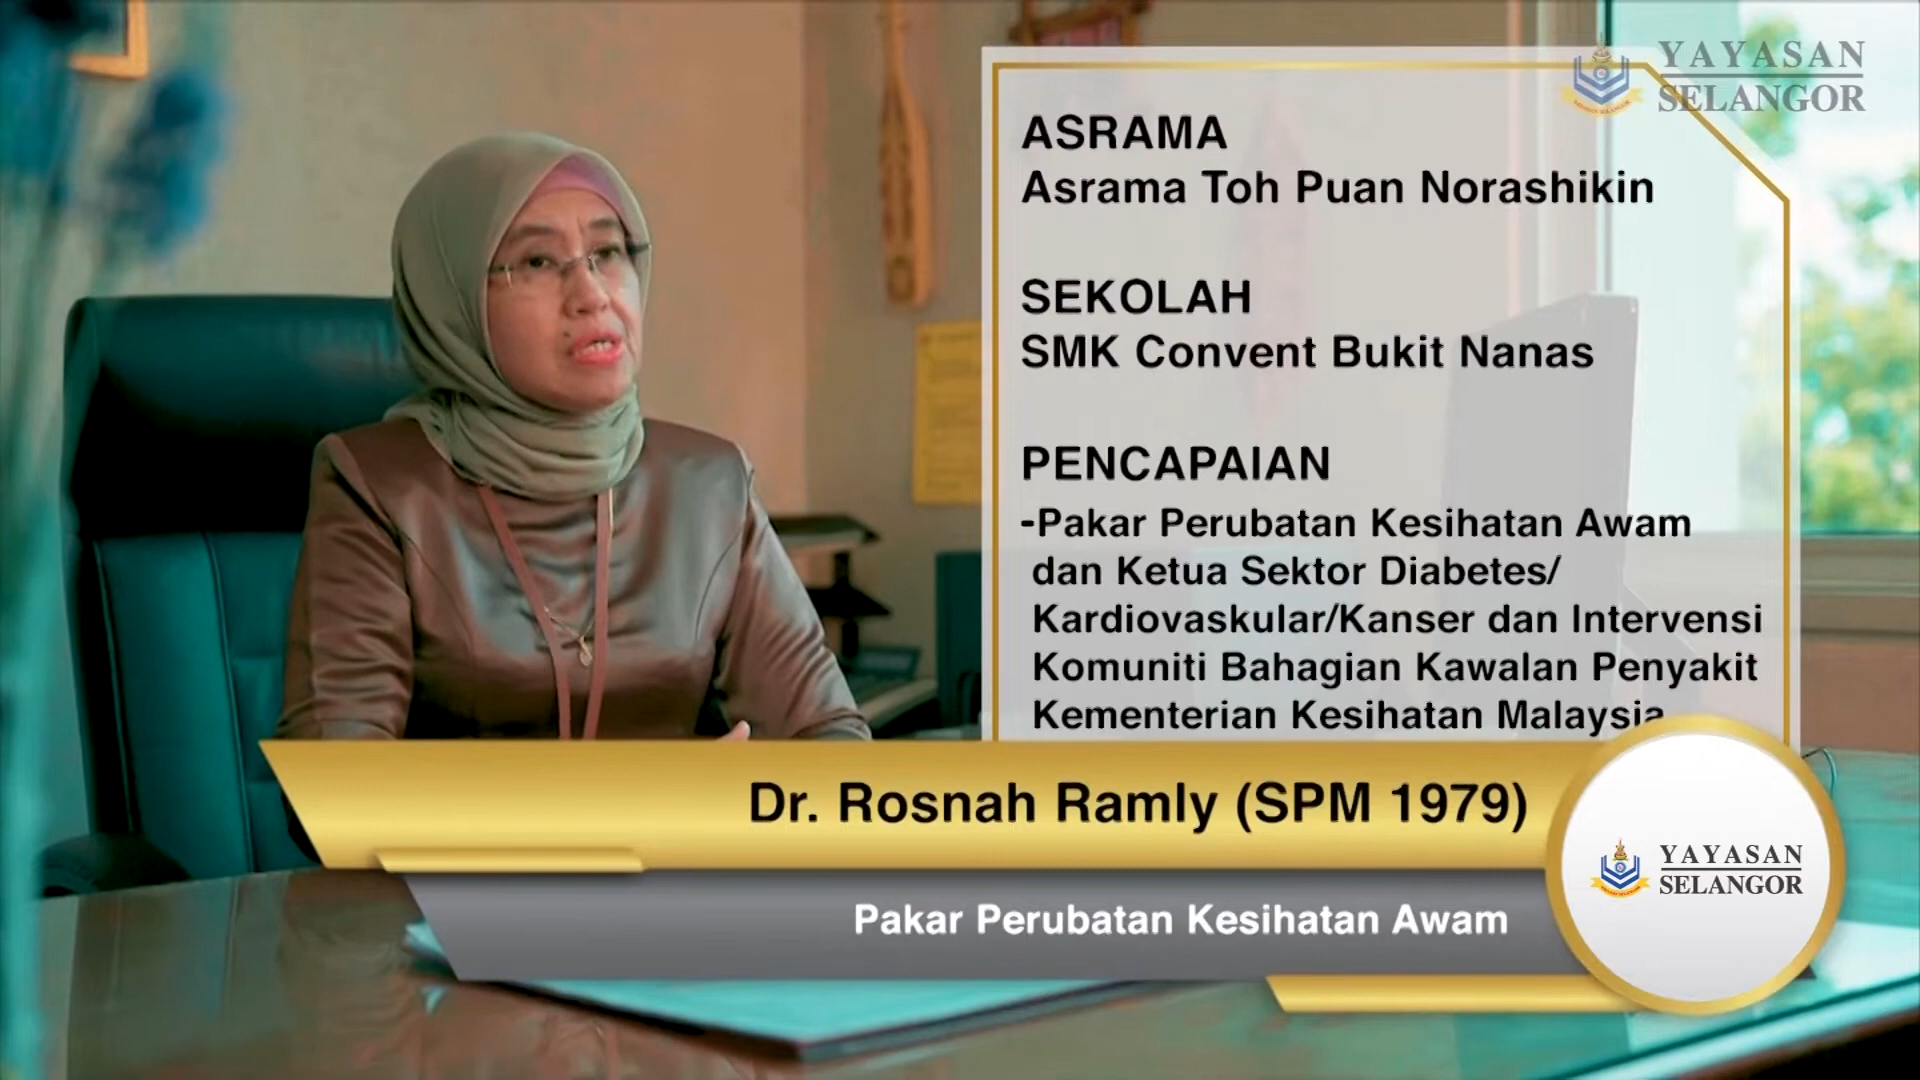 YAYASAN
SELANGOR
ASRAMA
Asrama Toh Puan Norashikin
SEKOLAH
SMK Convent Bukit Nanas
PENCAPAIAN
-Pakar Perubatan Kesihatan Awam
dan Ketua Sektor Diabetes/
Kardiovaskular/Kanser dan Intervensi
Komuniti Bahagian Kawalan Penyakit
Kementerian Kesihatan Malaysia
Dr. Rosnah Ramly (SPM 1979)
Pakar Perubatan Kesihatan Awam
YAYASAN
SELANGOR